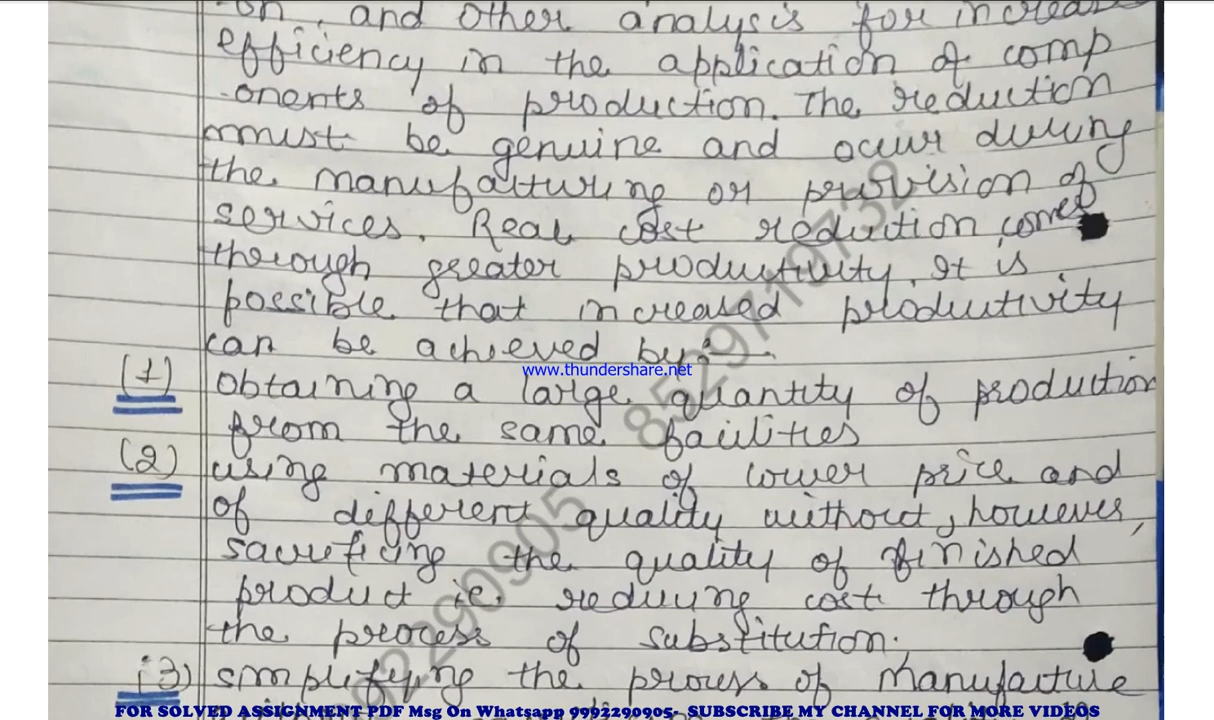 -on, and other analysis for increase
efficiency in the application of comp
-onents of production. The reduction
must be genuine and occur during
the manufacturing or provision of
services. Real cost reduction comes
through greater productivity. It is
possible that increased productivity
can be achieved by:-
www.thundershare.net
(1) obtaining a large quantity of production
from the same facilities
(2) using materials of lower price and
of different quality without, however,
sacrificing the quality of finished
product ie. reducing cost through
the process of substitution.
(3) simplifying the process of manufacture
8529719732
9992290905
FOR SOLVED ASSIGNMENT PDF Msg On Whatsapp 9992290905- SUBSCRIBE MY CHANNEL FOR MORE VIDEOS